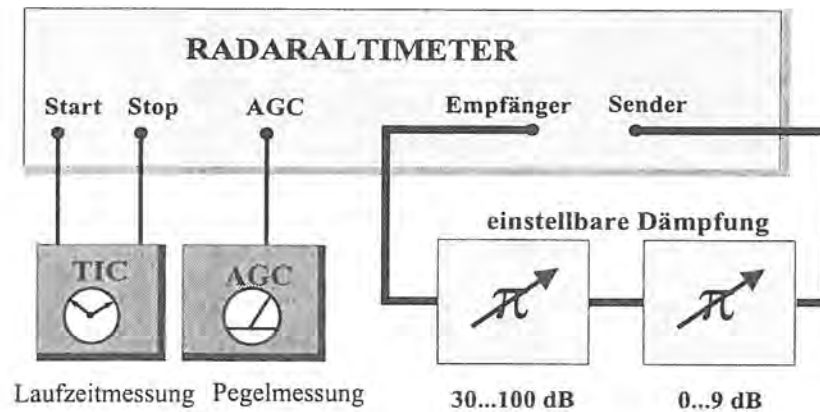 RADARALTIMETER
Start Stop AGC Empfänger Sender
einstellbare Dämpfung
TIC AGC
π π
Laufzeitmessung Pegelmessung
30...100 dB 0...9 dB